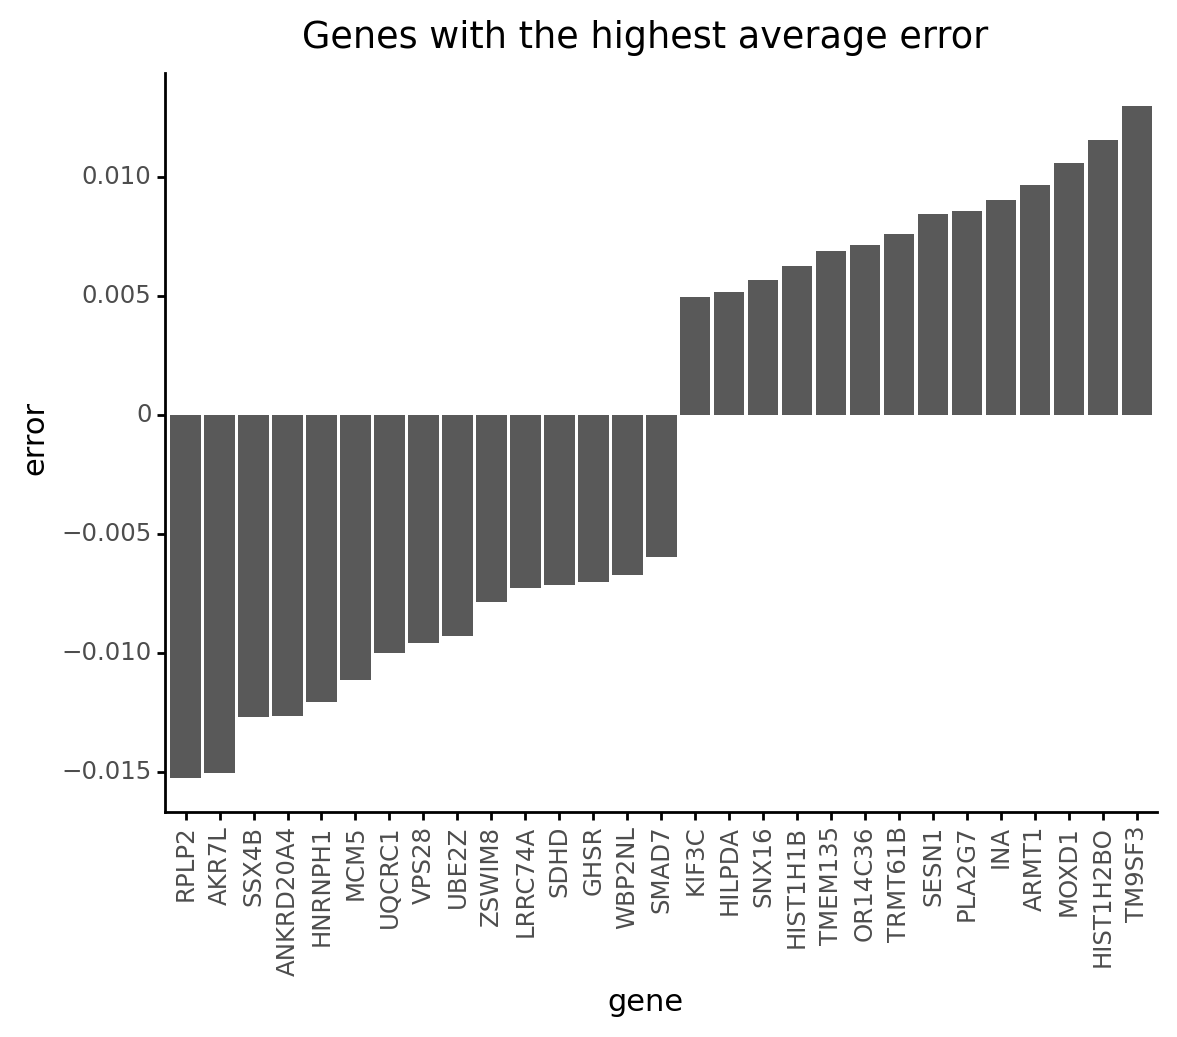 Genes with the highest average error
0.010
0.005
0
−0.005
−0.010
−0.015
error
RPLP2
AKR7L
SSX4B
ANKRD20A4
HNRNPH1
MCM5
UQCRC1
VPS28
UBE2Z
ZSWIM8
LRRC74A
SDHD
GHSR
WBP2NL
SMAD7
KIF3C
HILPDA
SNX16
HIST1H1B
TMEM135
OR14C36
TRMT61B
SESN1
PLA2G7
INA
ARMT1
MOXD1
HIST1H2BO
TM9SF3
gene